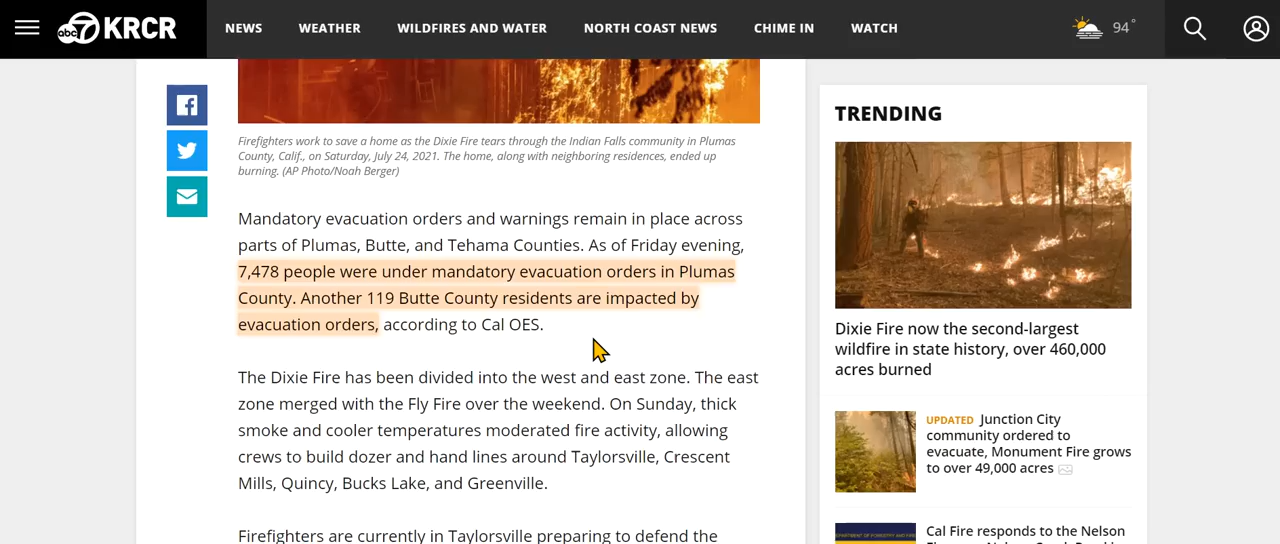 abc 7 KRCR
NEWS
WEATHER
WILDFIRES AND WATER
NORTH COAST NEWS
CHIME IN
WATCH
94°
Firefighters work to save a home as the Dixie Fire tears through the Indian Falls community in Plumas
County, Calif., on Saturday, July 24, 2021. The home, along with neighboring residences, ended up
burning. (AP Photo/Noah Berger)
Mandatory evacuation orders and warnings remain in place across
parts of Plumas, Butte, and Tehama Counties. As of Friday evening,
7,478 people were under mandatory evacuation orders in Plumas
County. Another 119 Butte County residents are impacted by
evacuation orders, according to Cal OES.
The Dixie Fire has been divided into the west and east zone. The east
zone merged with the Fly Fire over the weekend. On Sunday, thick
smoke and cooler temperatures moderated fire activity, allowing
crews to build dozer and hand lines around Taylorsville, Crescent
Mills, Quincy, Bucks Lake, and Greenville.
Firefighters are currently in Taylorsville preparing to defend the
TRENDING
Dixie Fire now the second-largest
wildfire in state history, over 460,000
acres burned
UPDATED Junction City
community ordered to
evacuate, Monument Fire grows
to over 49,000 acres
Cal Fire responds to the Nelson